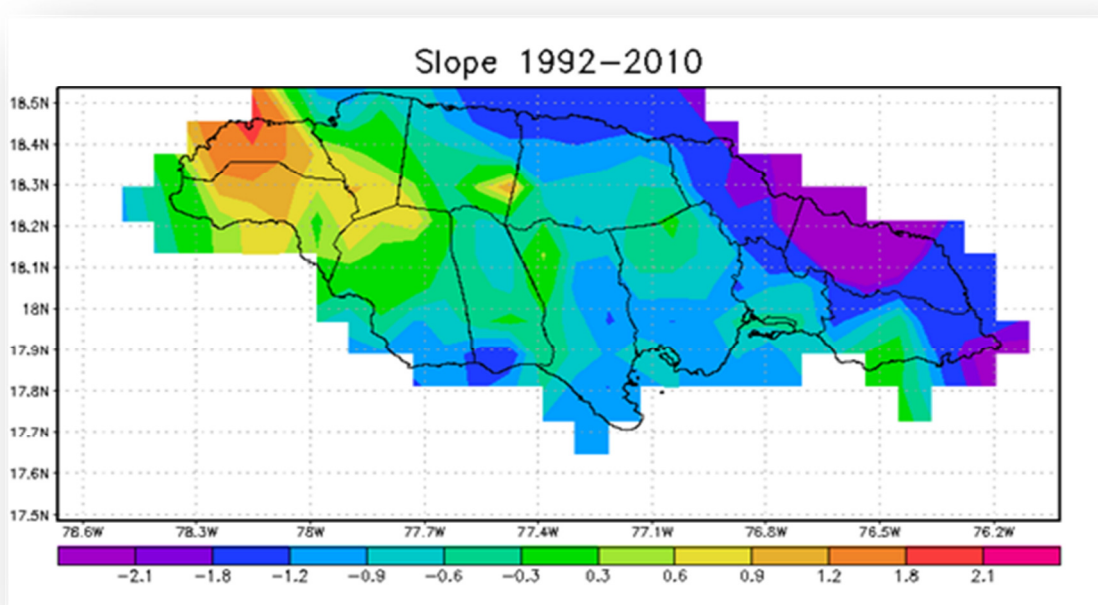 Slope 1992-2010
18.5N
18.4N
18.3N
18.2N
18.1N
18N
17.9N
17.8N
17.7N
17.6N
17.5N
78.6W 78.3W 78W 77.7W 77.4W 77.1W 76.8W 76.5W 76.2W
-2.1 -1.8 -1.2 -0.9 -0.6 -0.3 0.3 0.6 0.9 1.2 1.8 2.1